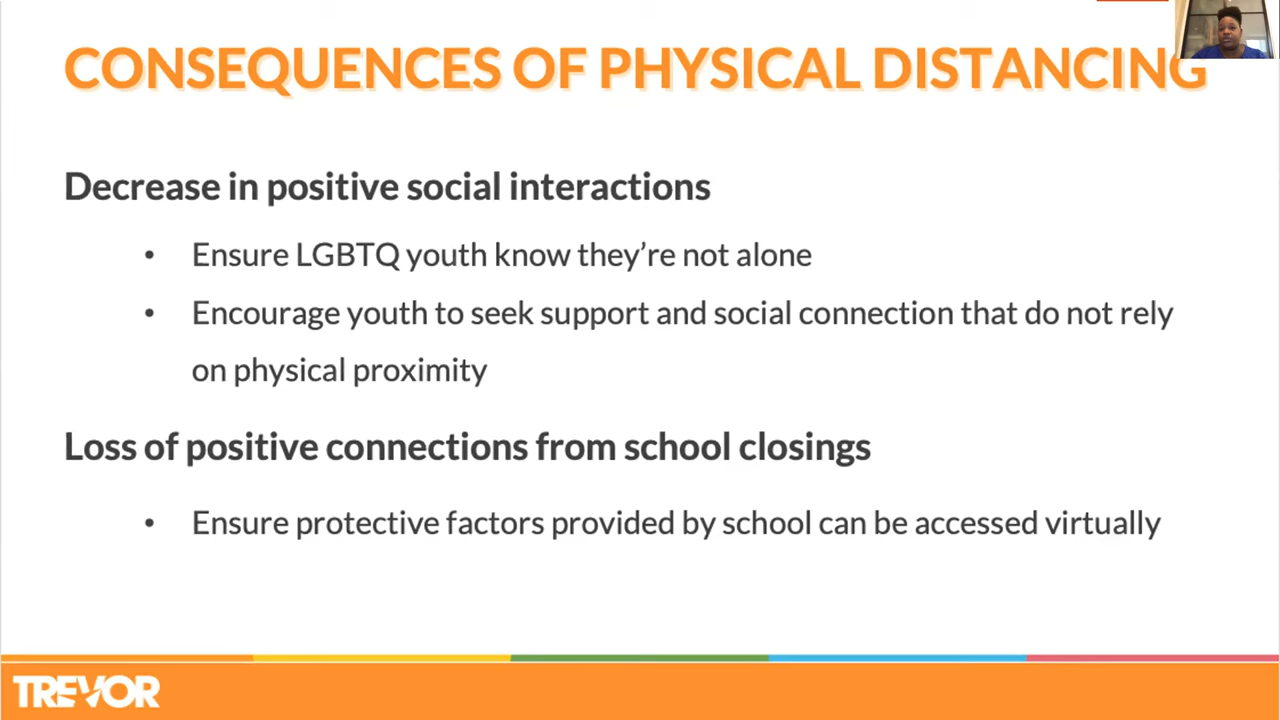 CONSEQUENCES OF PHYSICAL DISTANCING
Decrease in positive social interactions
• Ensure LGBTQ youth know they’re not alone
• Encourage youth to seek support and social connection that do not rely
on physical proximity
Loss of positive connections from school closings
• Ensure protective factors provided by school can be accessed virtually
TREVOR